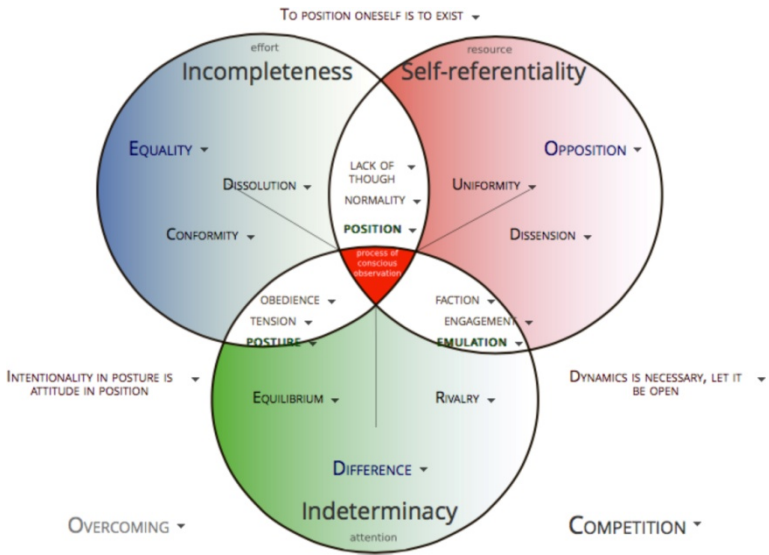 To position oneself is to exist
effort
resource
Incompleteness
Self-referentiality
Equality
Opposition
Lack of
though
Dissolution
Uniformity
Normality
Position
Conformity
Dissension
process of
conscious
observation
Obedience
Faction
Tension
Engagement
Posture
Emulation
Intentionality in posture is
attitude in position
Dynamics is necessary, let it
be open
Equilibrium
Rivalry
Difference
Indeterminacy
attention
Overcoming
Competition